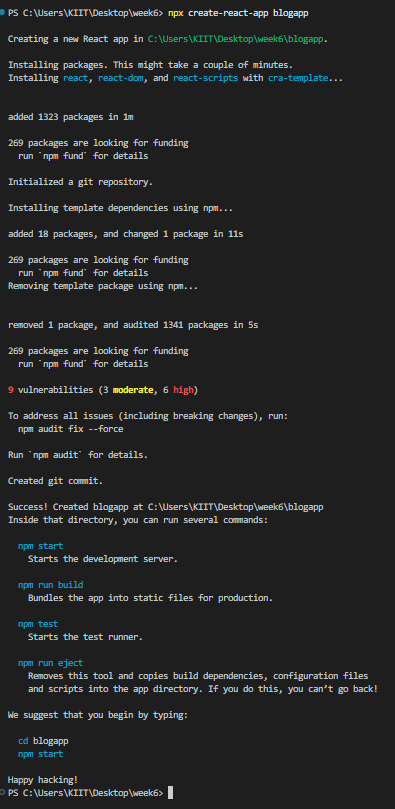 PS C:\Users\KIIT\Desktop\week6> npx create-react-app blogapp
Creating a new React app in C:\Users\KIIT\Desktop\week6\blogapp.
Installing packages. This might take a couple of minutes.
Installing react, react-dom, and react-scripts with cra-template...
added 1323 packages in 1m
269 packages are looking for funding
  run `npm fund` for details
Initialized a git repository.
Installing template dependencies using npm...
added 18 packages, and changed 1 package in 11s
269 packages are looking for funding
  run `npm fund` for details
Removing template package using npm...
removed 1 package, and audited 1341 packages in 5s
269 packages are looking for funding
  run `npm fund` for details
9 vulnerabilities (3 moderate, 6 high)
To address all issues (including breaking changes), run:
  npm audit fix --force
Run `npm audit` for details.
Created git commit.
Success! Created blogapp at C:\Users\KIIT\Desktop\week6\blogapp
Inside that directory, you can run several commands:
  npm start
    Starts the development server.
  npm run build
    Bundles the app into static files for production.
  npm test
    Starts the test runner.
  npm run eject
    Removes this tool and copies build dependencies, configuration files
    and scripts into the app directory. If you do this, you can’t go back!
We suggest that you begin by typing:
  cd blogapp
  npm start
Happy hacking!
PS C:\Users\KIIT\Desktop\week6>